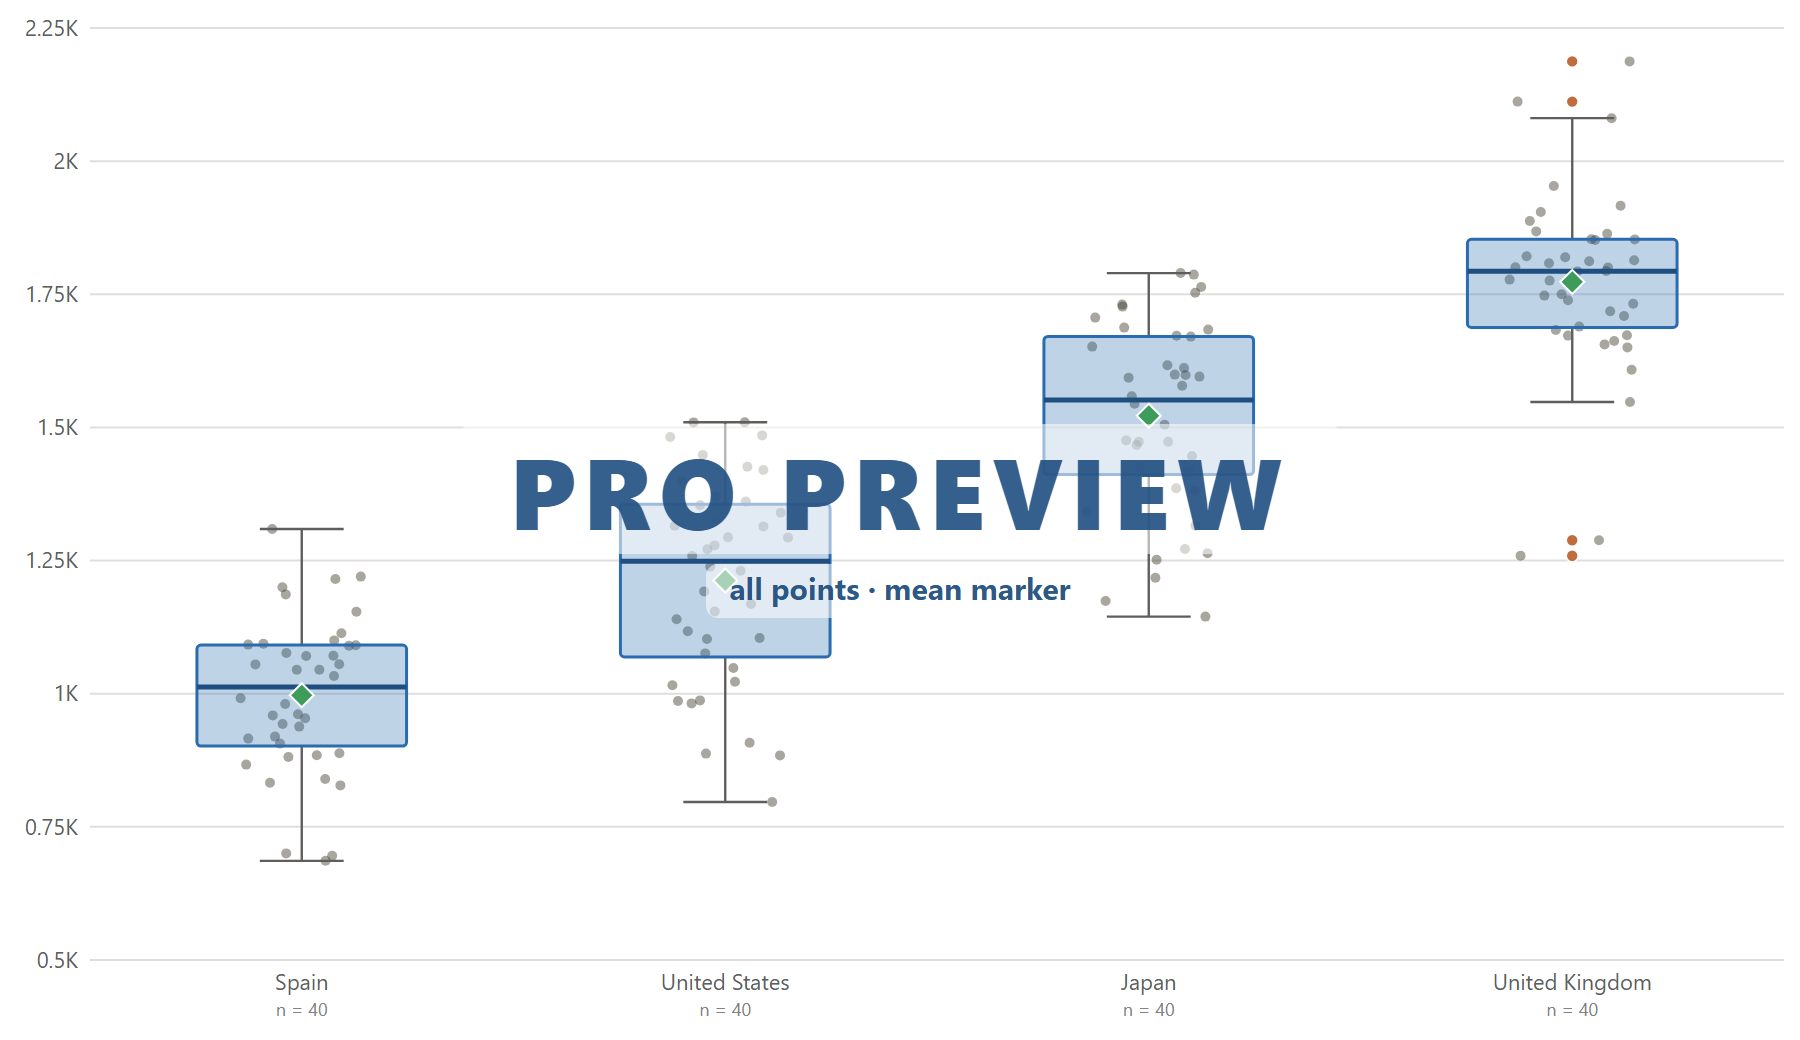 2.25K
2K
1.75K
1.5K
1.25K
1K
0.75K
0.5K
PRO PREVIEW
all points · mean marker
Spain
n = 40
United States
n = 40
Japan
n = 40
United Kingdom
n = 40